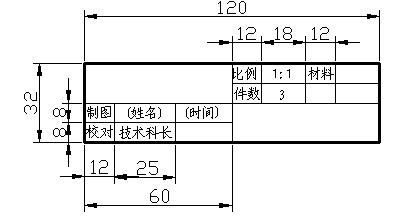 120
12 18 12
比例 1:1 材料
件数 3
32
8 制图 (姓名) (时间)
8 校对 技术科长
12 25
60